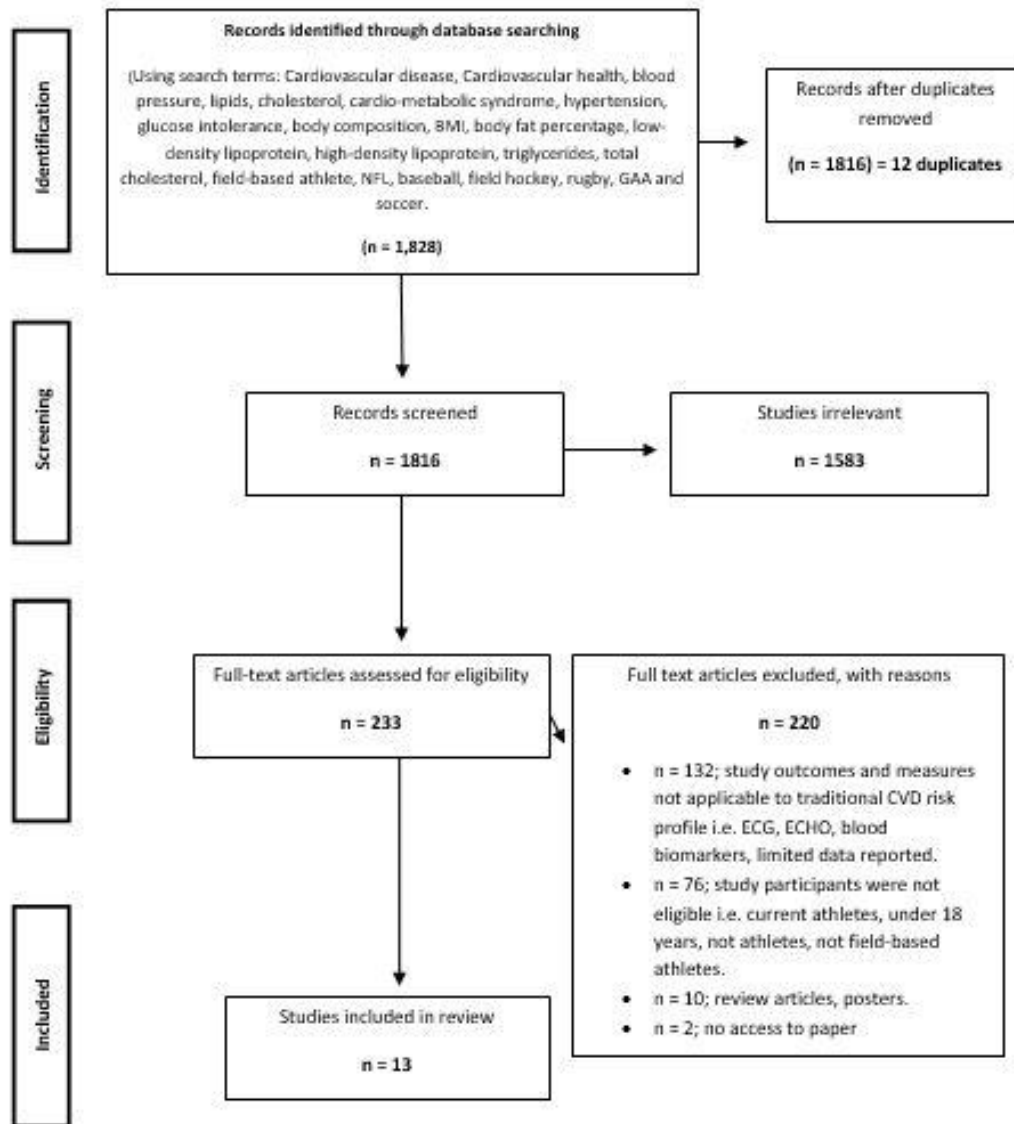 Identification
Records identified through database searching
(Using search terms: Cardiovascular disease, Cardiovascular health, blood
pressure, lipids, cholesterol, cardio-metabolic syndrome, hypertension,
glucose intolerance, body composition, BMI, body fat percentage, low-
density lipoprotein, high-density lipoprotein, triglycerides, total
cholesterol, field-based athlete, NFL, baseball, field hockey, rugby, GAA and
soccer.
(n = 1,828)
Records after duplicates
removed
(n = 1816) = 12 duplicates
Screening
Records screened
n = 1816
Studies irrelevant
n = 1583
Eligibility
Full-text articles assessed for eligibility
n = 233
Full text articles excluded, with reasons
n = 220
• n = 132; study outcomes and measures
not applicable to traditional CVD risk
profile i.e. ECG, ECHO, blood
biomarkers, limited data reported.
• n = 76; study participants were not
eligible i.e. current athletes, under 18
years, not athletes, not field-based
athletes.
• n = 10; review articles, posters.
• n = 2; no access to paper
Included
Studies included in review
n = 13